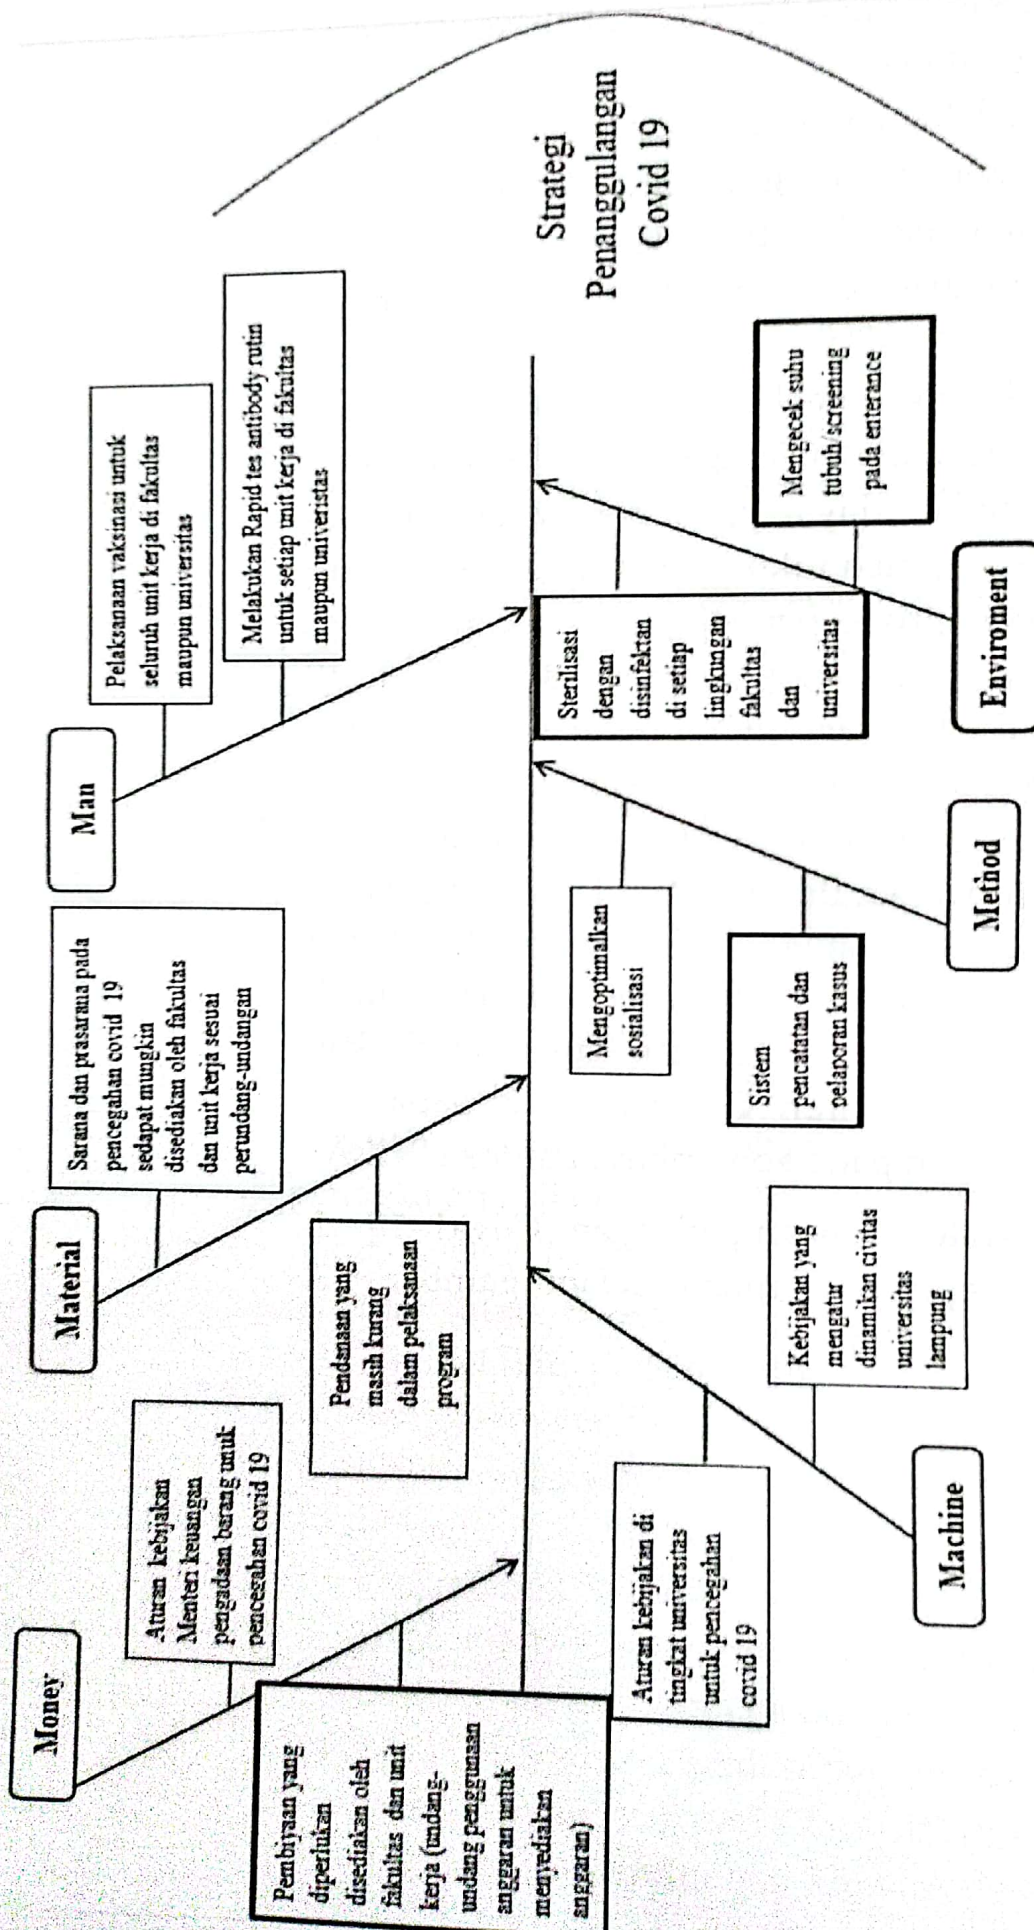 Money
Aturan kebijakan
Menteri keuangan
pengadaan barang unuk
pencegahan covid 19
Pembiyaan yang
diperlukan
disediakan oleh
fakultas dan unit
kerja (undang-
undang penggunaan
anggaran untuk
menyediakan
anggaran)
Material
Sarana dan prasarana pada
pencegahan covid 19
sedapat mungkin
disediakan oleh fakultas
dan unit kerja sesuai
perundang-undangan
Pendanaan yang
masih kurang
dalam pelaksanaan
program
Man
Pelaksanaan vaksinasi untuk
seluruh unit kerja di fakultas
maupun universitas
Melakukan Rapid tes antibody rutin
untuk setiap unit kerja di fakultas
maupun univeristas
Strategi
Penanggulangan
Covid 19
Aturan kebijakan di
tingkat universitas
untuk pencegahan
covid 19
Kebijakan yang
mengatur
dinamikan civitas
universitas
lampung
Machine
Mengoptimalkan
sosialisasi
Sistem
pencatatan dan
pelaporan kasus
Method
Sterilisasi
dengan
disinfektan
di setiap
lingkungan
fakultas
dan
universitas
Mengecek suhu
tubuh/screening
pada enterance
Enviroment